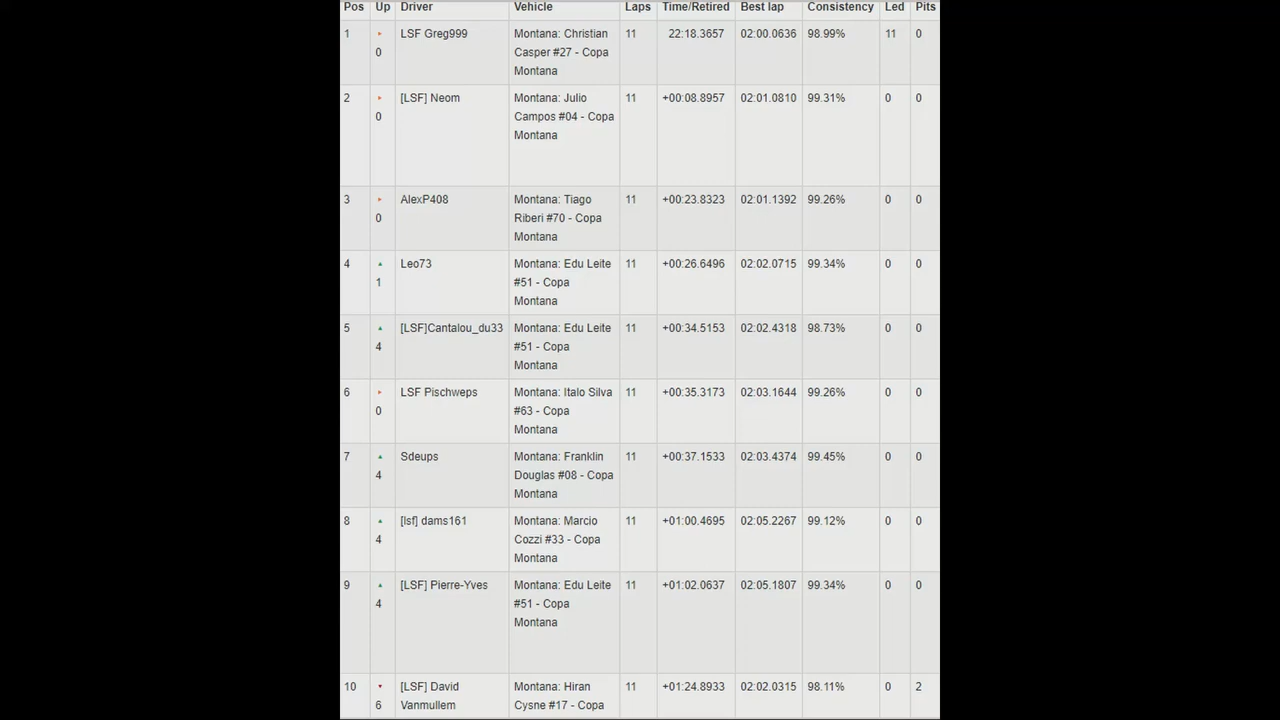 Pos Up Driver Vehicle Laps Time/Retired Best lap Consistency Led Pits
1 0 LSF Greg999 Montana: Christian Casper #27 - Copa Montana 11 22:18.3657 02:00.0636 98.99% 11 0
2 0 [LSF] Neom Montana: Julio Campos #04 - Copa Montana 11 +00:08.8957 02:01.0810 99.31% 0 0
3 0 AlexP408 Montana: Tiago Riberi #70 - Copa Montana 11 +00:23.8323 02:01.1392 99.26% 0 0
4 1 Leo73 Montana: Edu Leite #51 - Copa Montana 11 +00:26.6496 02:02.0715 99.34% 0 0
5 4 [LSF]Cantalou_du33 Montana: Edu Leite #51 - Copa Montana 11 +00:34.5153 02:02.4318 98.73% 0 0
6 0 LSF Pischweps Montana: Italo Silva #63 - Copa Montana 11 +00:35.3173 02:03.1644 99.26% 0 0
7 4 Sdeups Montana: Franklin Douglas #08 - Copa Montana 11 +00:37.1533 02:03.4374 99.45% 0 0
8 4 [lsf] dams161 Montana: Marcio Cozzi #33 - Copa Montana 11 +01:00.4695 02:05.2267 99.12% 0 0
9 4 [LSF] Pierre-Yves Montana: Edu Leite #51 - Copa Montana 11 +01:02.0637 02:05.1807 99.34% 0 0
10 6 [LSF] David Vanmullem Montana: Hiran Cysne #17 - Copa 11 +01:24.8933 02:02.0315 98.11% 0 2